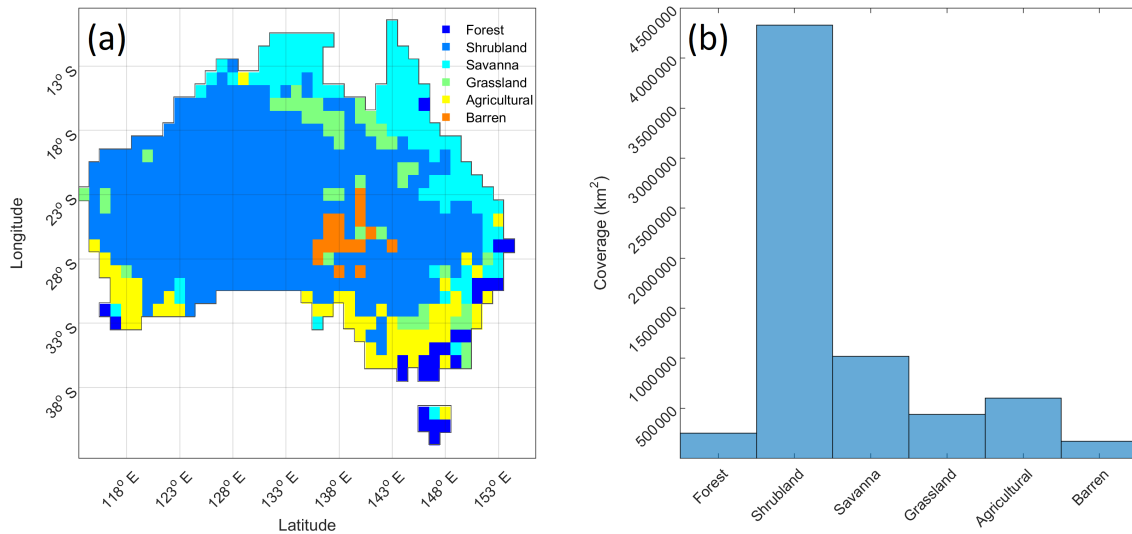 (a)
Forest
Shrubland
Savanna
Grassland
Agricultural
Barren
13° S
18° S
23° S
28° S
33° S
38° S
Longitude
118° E
123° E
128° E
133° E
138° E
143° E
148° E
153° E
Latitude
(b)
4500000
4000000
3500000
3000000
2500000
2000000
1500000
1000000
500000
Coverage (km²)
Forest
Shrubland
Savanna
Grassland
Agricultural
Barren